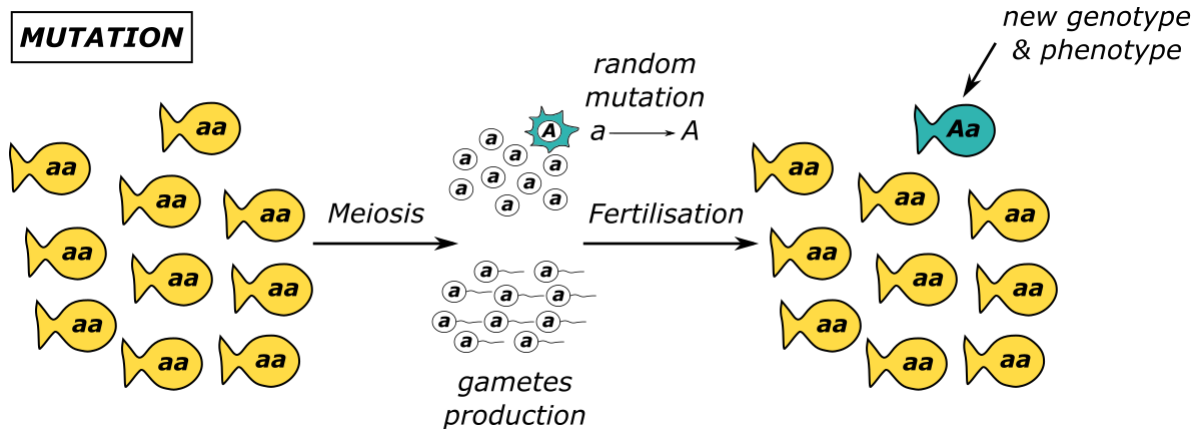 MUTATION
aa
aa
aa
aa
aa
aa
aa
aa
aa
aa
Meiosis
random
mutation
a → A
A
a
a
a
a
a
a
a
a
a
a a
a a a
a a a
a a
gametes
production
Fertilisation
new genotype
& phenotype
Aa
aa
aa
aa
aa
aa
aa
aa
aa
aa